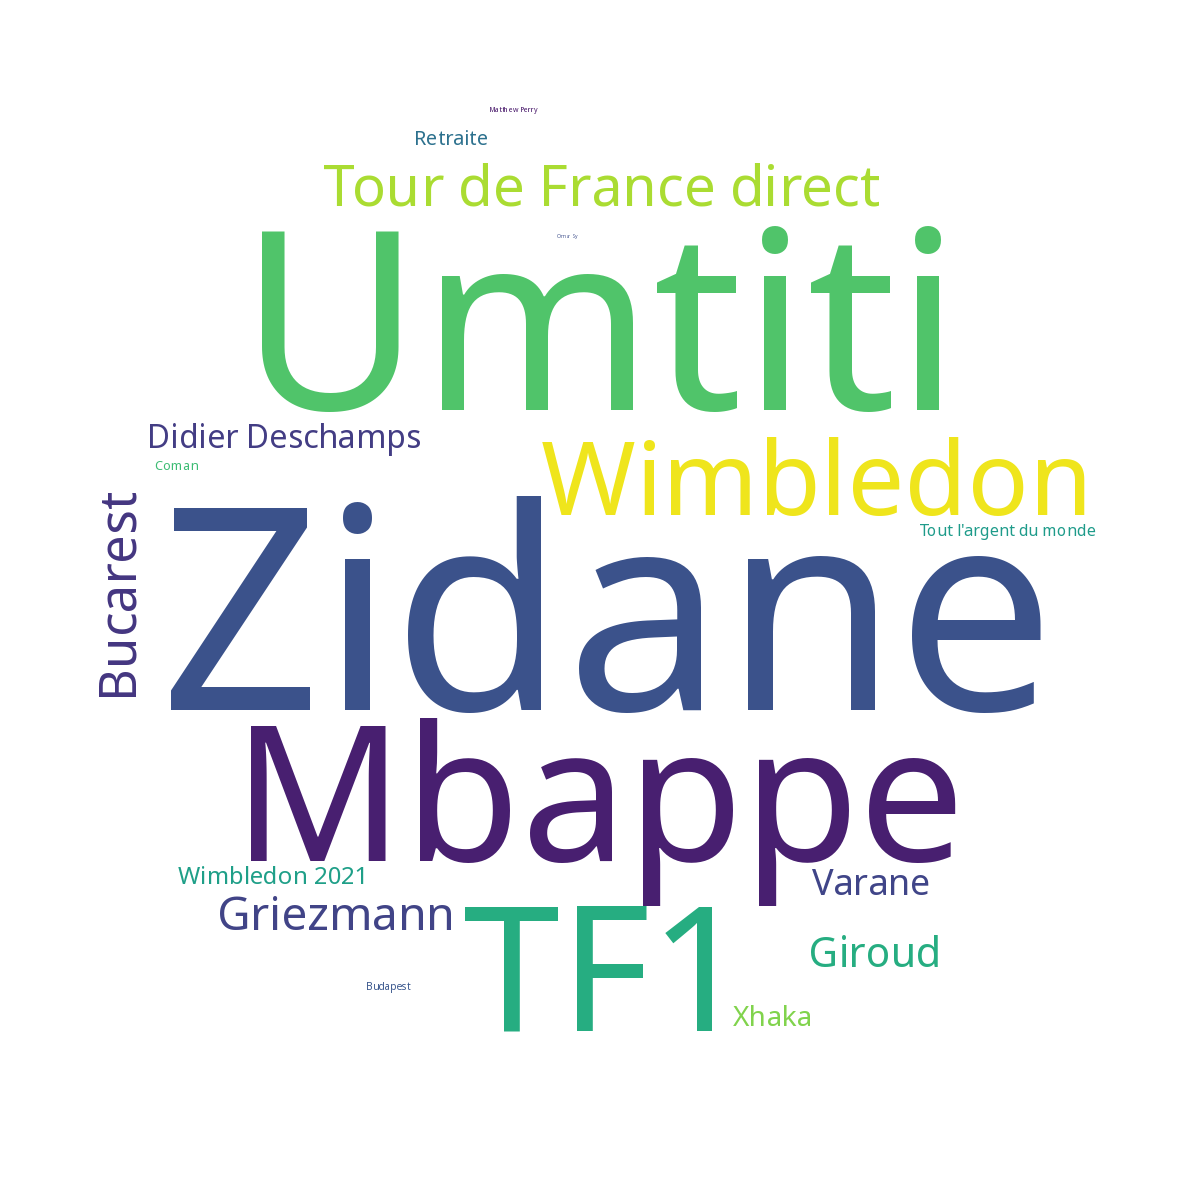 Matthew Perry
Retraite
Tour de France direct
Omar Sy
Umtiti
Didier Deschamps
Wimbledon
Coman
Bucarest
Zidane
Tout l'argent du monde
Mbappe
Wimbledon 2021
Varane
Griezmann
TF1
Giroud
Budapest
Xhaka